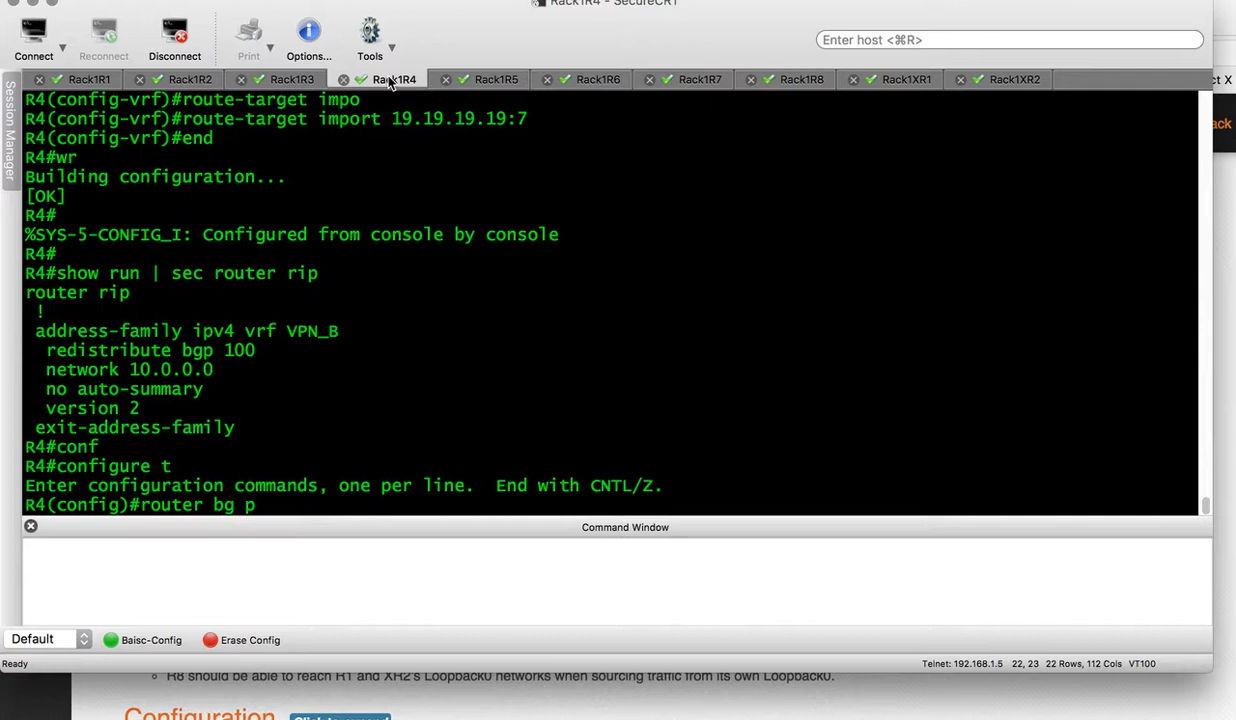 Rack1R4 - SecureCRT
Connect Reconnect Disconnect Print Options... Tools
Enter host <⌘R>
Session Manager
Rack1R1 Rack1R2 Rack1R3 Rack1R4 Rack1R5 Rack1R6 Rack1R7 Rack1R8 Rack1XR1 Rack1XR2
ct X
ack
R4(config-vrf)#route-target impo
R4(config-vrf)#route-target import 19.19.19.19:7
R4(config-vrf)#end
R4#wr
Building configuration...
[OK]
R4#
%SYS-5-CONFIG_I: Configured from console by console
R4#
R4#show run | sec router rip
router rip
!
address-family ipv4 vrf VPN_B
redistribute bgp 100
network 10.0.0.0
no auto-summary
version 2
exit-address-family
R4#conf
R4#configure t
Enter configuration commands, one per line.  End with CNTL/Z.
R4(config)#router bg p
Command Window
Default Baisc-Config Erase Config
Ready Telnet: 192.168.1.5 22, 23 22 Rows, 112 Cols VT100
R8 should be able to reach R1 and XR2's Loopback0 networks when sourcing traffic from its own Loopback0.
Configuration